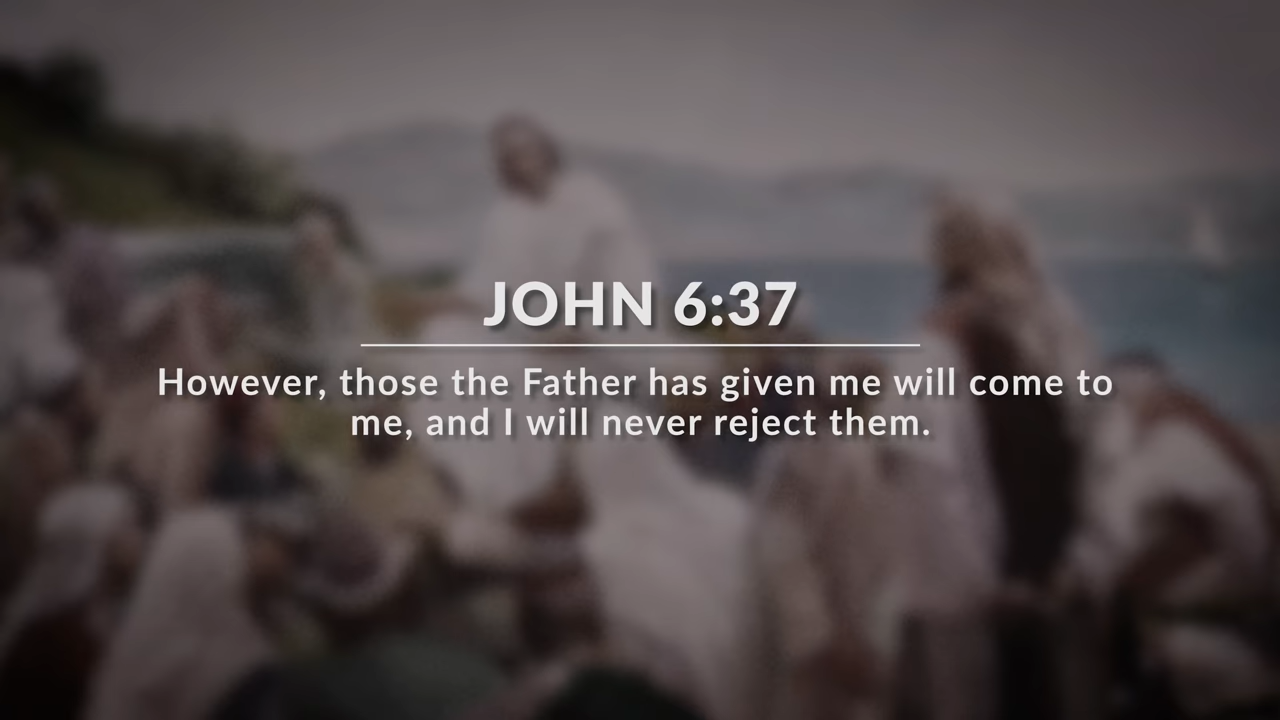 JOHN 6:37
However, those the Father has given me will come to
me, and I will never reject them.